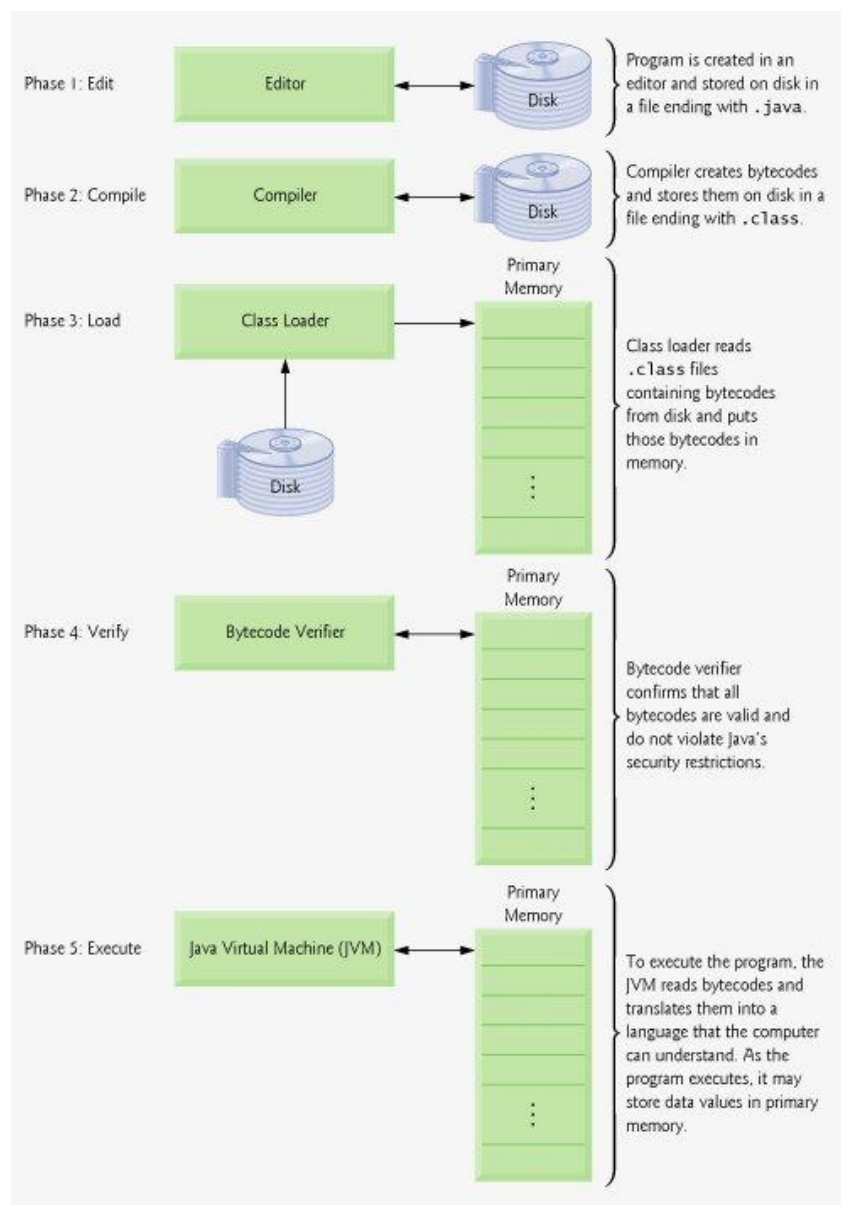 Phase 1: Edit
Editor
Disk
Program is created in an
editor and stored on disk in
a file ending with .java.
Phase 2: Compile
Compiler
Disk
Compiler creates bytecodes
and stores them on disk in a
file ending with .class.
Phase 3: Load
Class Loader
Disk
Primary
Memory
Class loader reads
.class files
containing bytecodes
from disk and puts
those bytecodes in
memory.
Phase 4: Verify
Bytecode Verifier
Primary
Memory
Bytecode verifier
confirms that all
bytecodes are valid and
do not violate Java's
security restrictions.
Phase 5: Execute
Java Virtual Machine (JVM)
Primary
Memory
To execute the program, the
JVM reads bytecodes and
translates them into a
language that the computer
can understand. As the
program executes, it may
store data values in primary
memory.